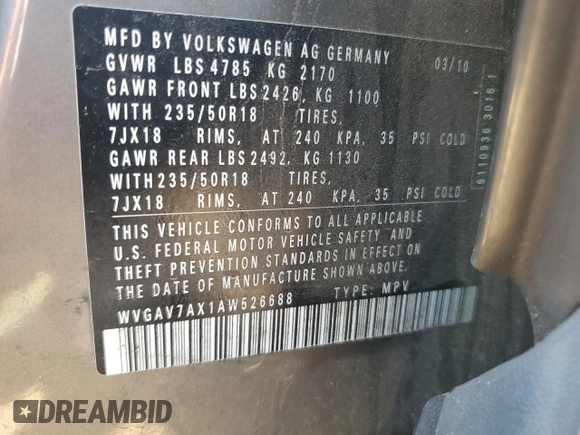 MFD BY VOLKSWAGEN AG GERMANY 03/10
GVWR LBS 4785 KG 2170
GAWR FRONT LBS 2426, KG 1100
WITH 235/50R18 TIRES,
7JX18 RIMS, AT 240 KPA, 35 PSI COLD
GAWR REAR LBS 2492, KG 1130
WITH 235/50R18 TIRES,
7JX18 RIMS, AT 240 KPA, 35 PSI COLD
THIS VEHICLE CONFORMS TO ALL APPLICABLE
U.S. FEDERAL MOTOR VEHICLE SAFETY AND
THEFT PREVENTION STANDARDS IN EFFECT ON
THE DATE OF MANUFACTURE SHOWN ABOVE.
WVGAV7AX1AW526688 TYPE: MPV
6110936 3016 1
DREAMBID